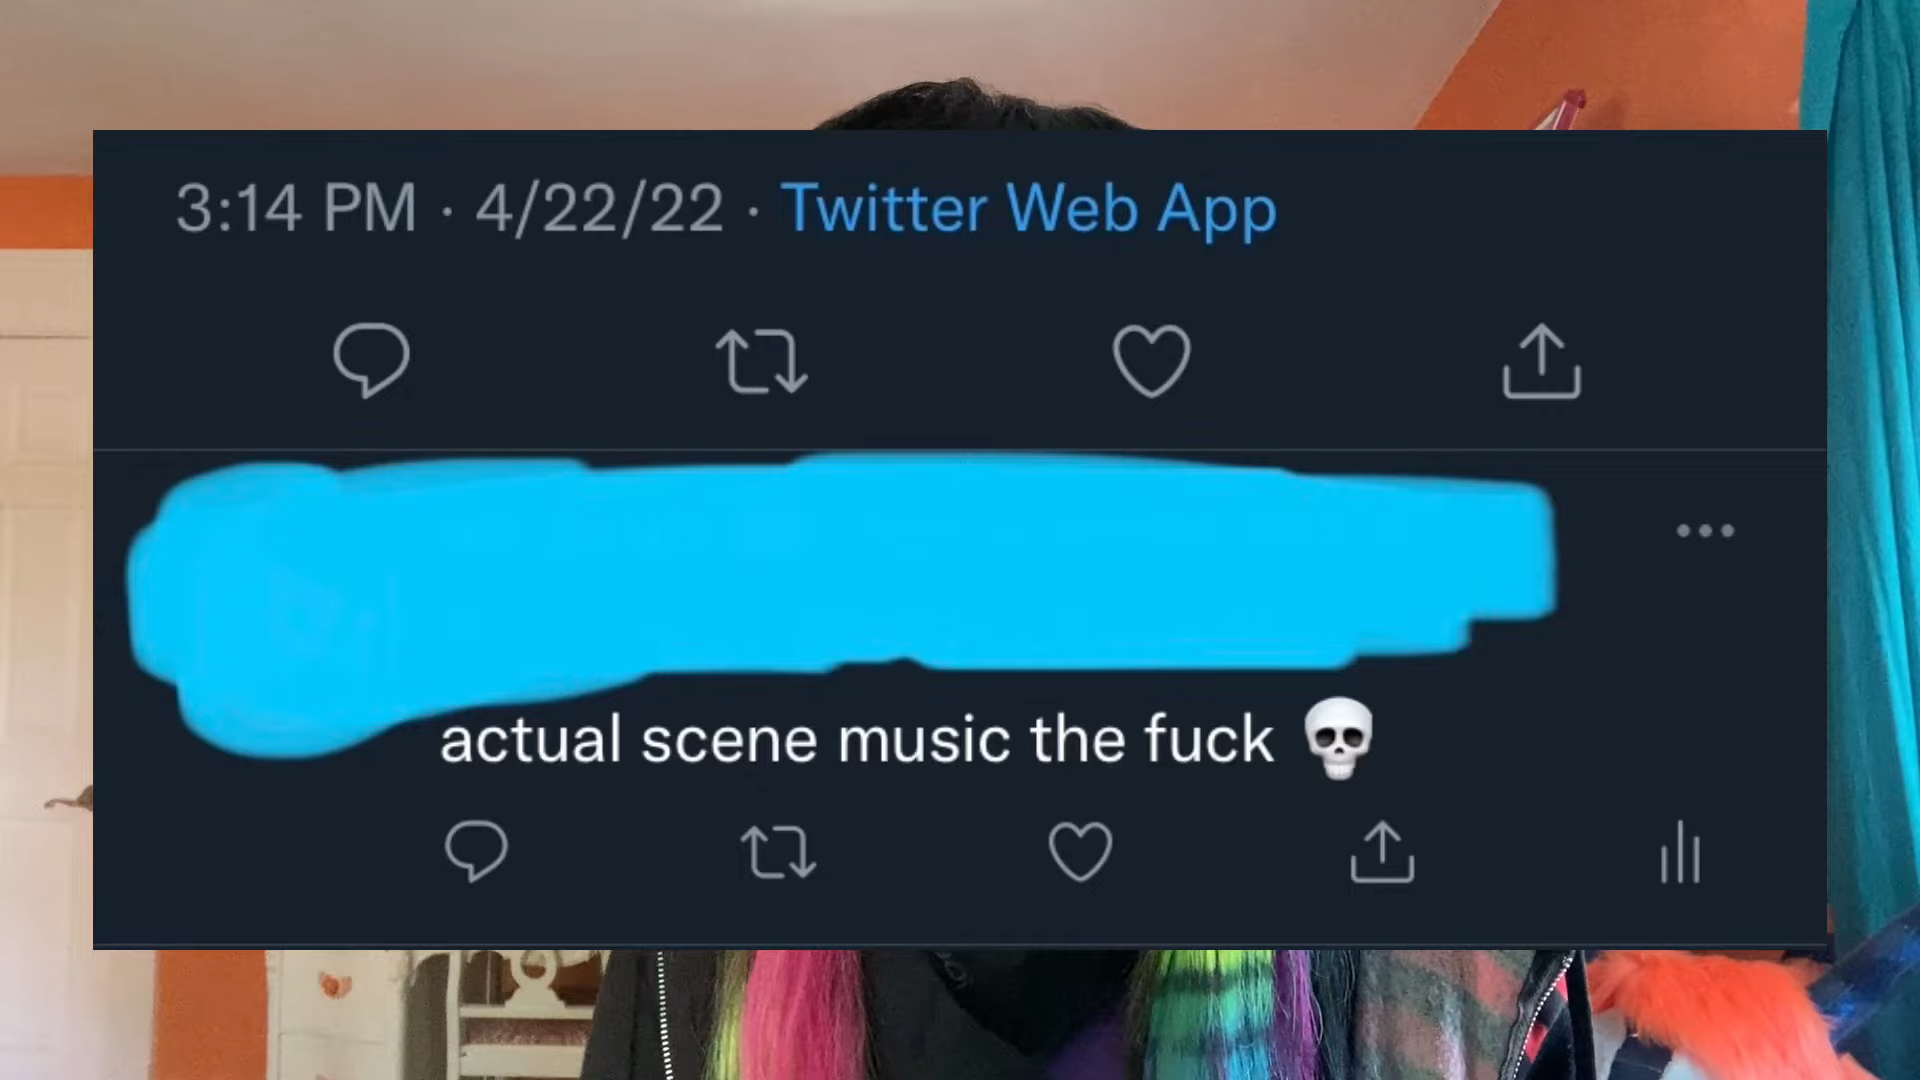 3:14 PM · 4/22/22 · Twitter Web App
actual scene music the fuck 💀